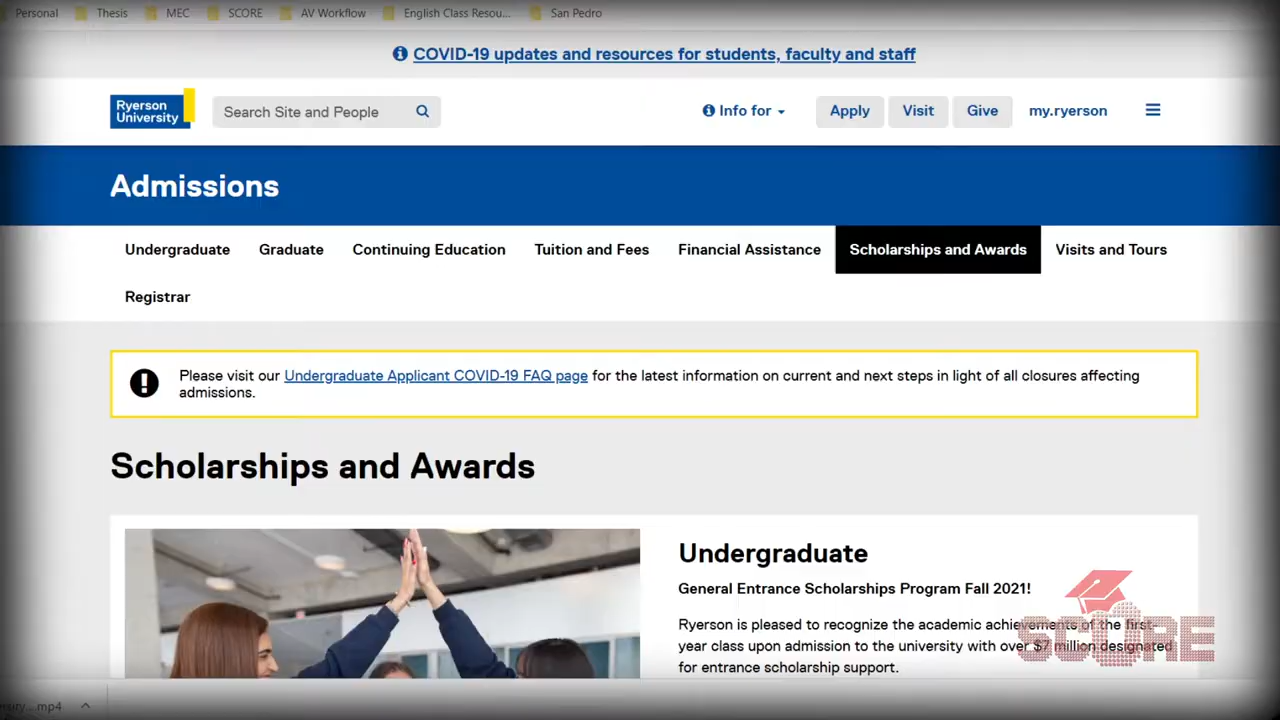 Personal Thesis MEC SCORE AV Workflow English Class Resou... San Pedro
COVID-19 updates and resources for students, faculty and staff
Ryerson
University
Search Site and People
Info for
Apply
Visit
Give
my.ryerson
Admissions
Undergraduate Graduate Continuing Education Tuition and Fees Financial Assistance Scholarships and Awards Visits and Tours
Registrar
Please visit our Undergraduate Applicant COVID-19 FAQ page for the latest information on current and next steps in light of all closures affecting
admissions.
Scholarships and Awards
Undergraduate
General Entrance Scholarships Program Fall 2021!
Ryerson is pleased to recognize the academic achievements of the first-
year class upon admission to the university with over $7 million designated
for entrance scholarship support.
SCORE